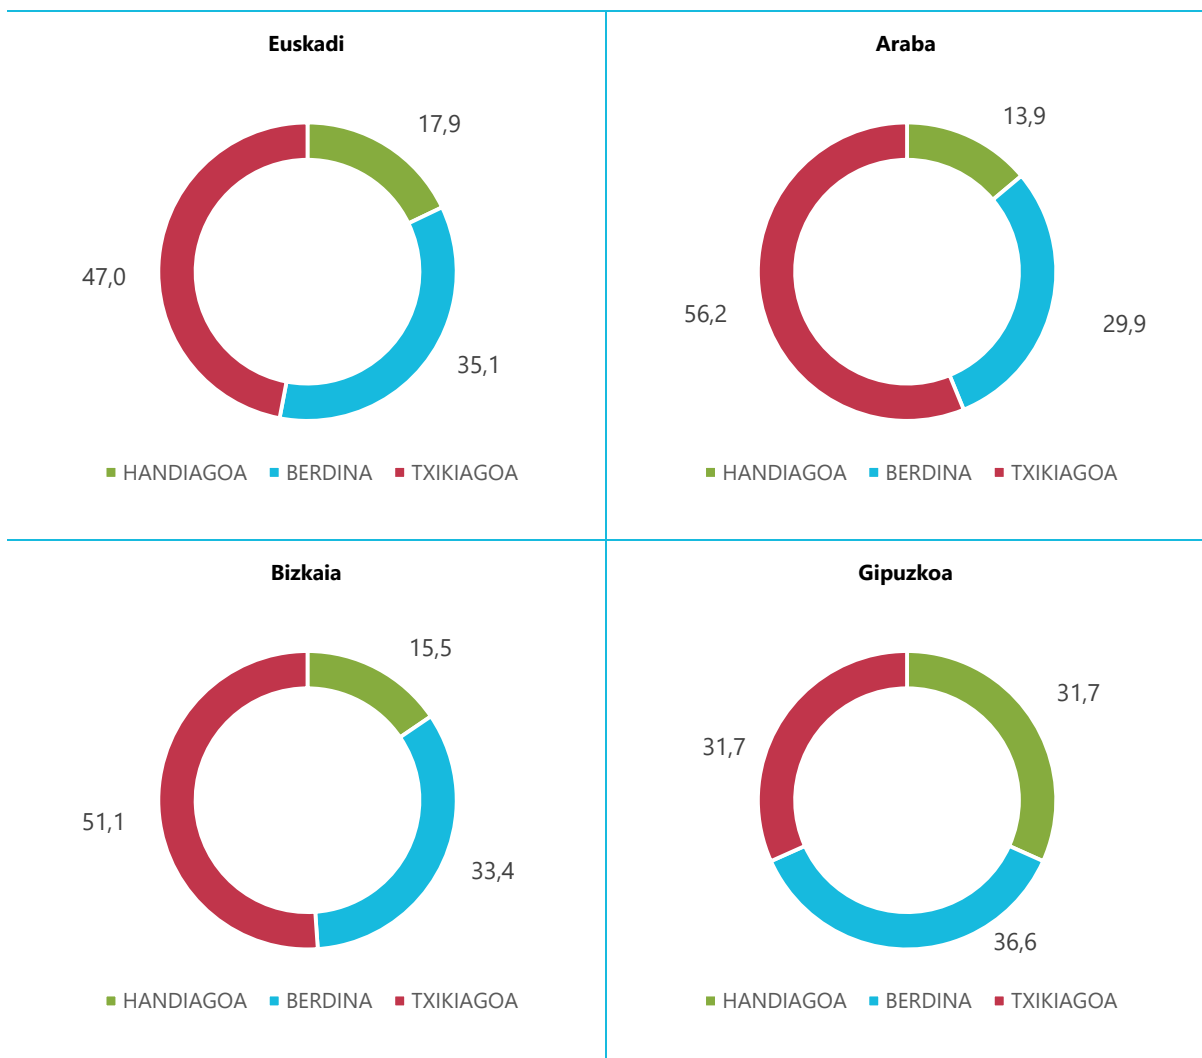 Euskadi
17,9
47,0
35,1
HANDIAGOA BERDINA TXIKIAGOA
Araba
13,9
56,2
29,9
HANDIAGOA BERDINA TXIKIAGOA
Bizkaia
15,5
51,1
33,4
HANDIAGOA BERDINA TXIKIAGOA
Gipuzkoa
31,7
31,7
36,6
HANDIAGOA BERDINA TXIKIAGOA